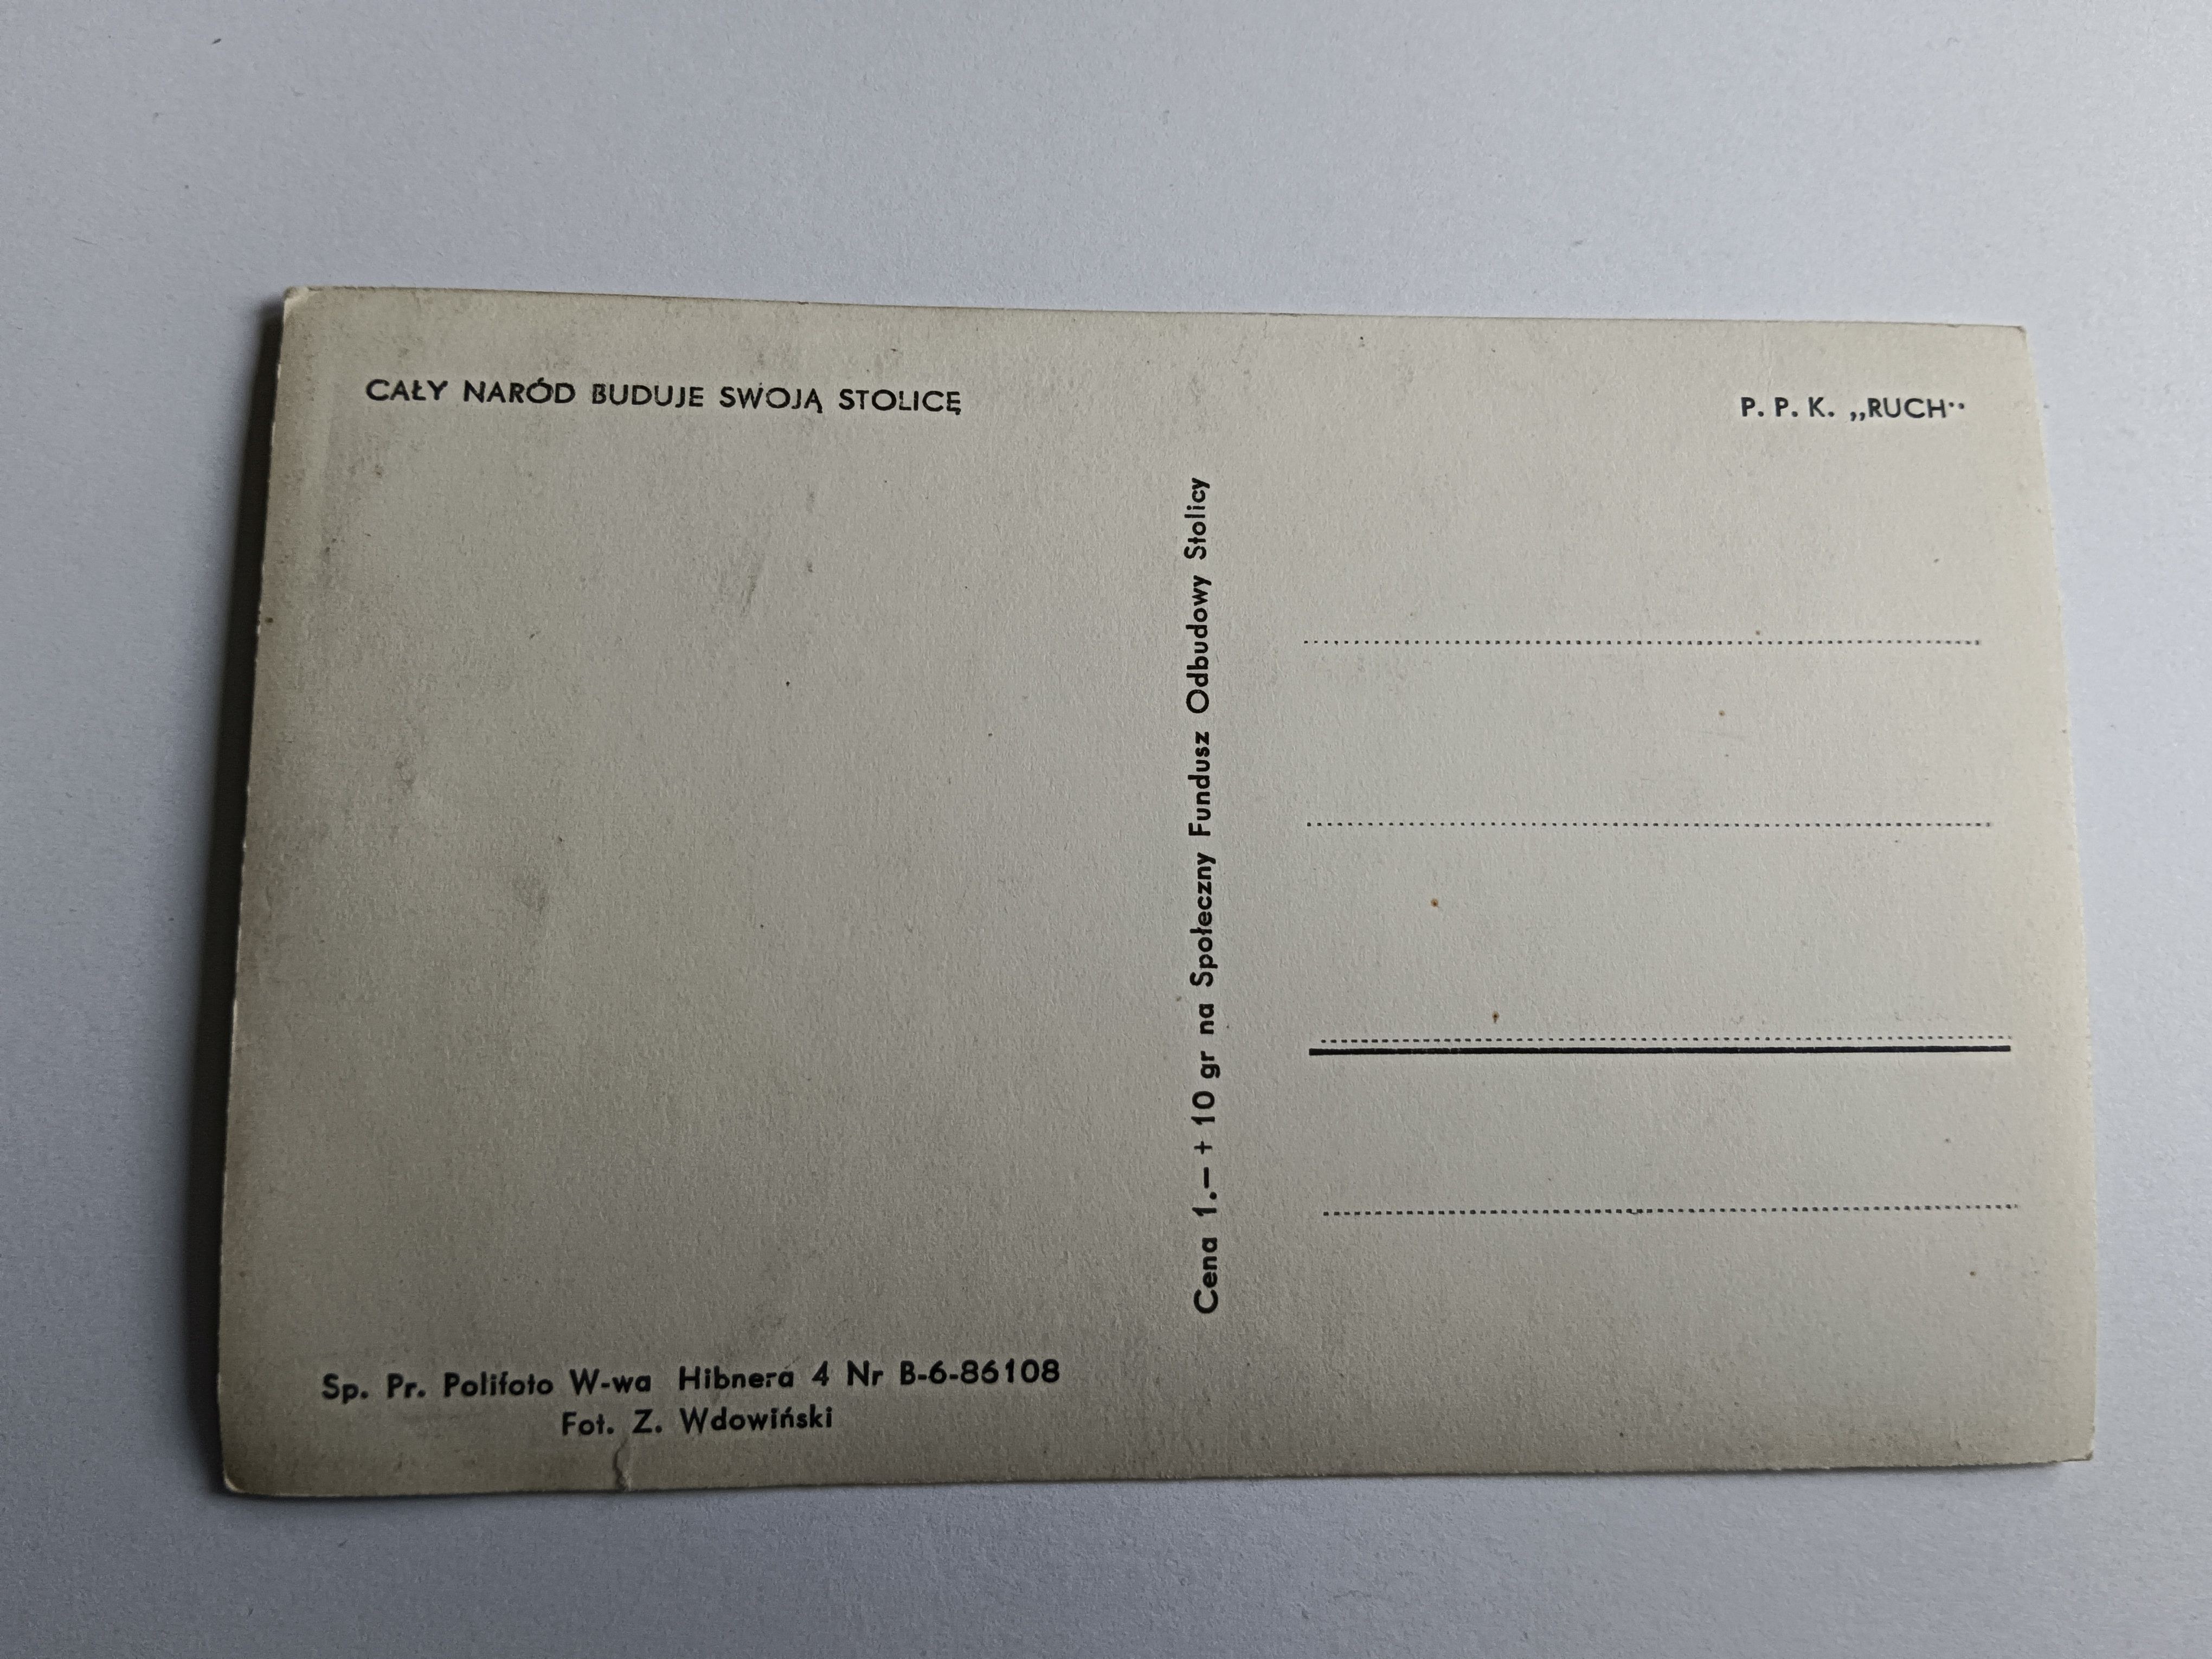 CAŁY NARÓD BUDUJE SWOJĄ STOLICĘ
P. P. K. „RUCH"
Cena 1.— + 10 gr na Społeczny Fundusz Odbudowy Stolicy
Sp. Pr. Polifoto W-wa Hibnera 4 Nr B-6-86108
Fot. Z. Wdowiński